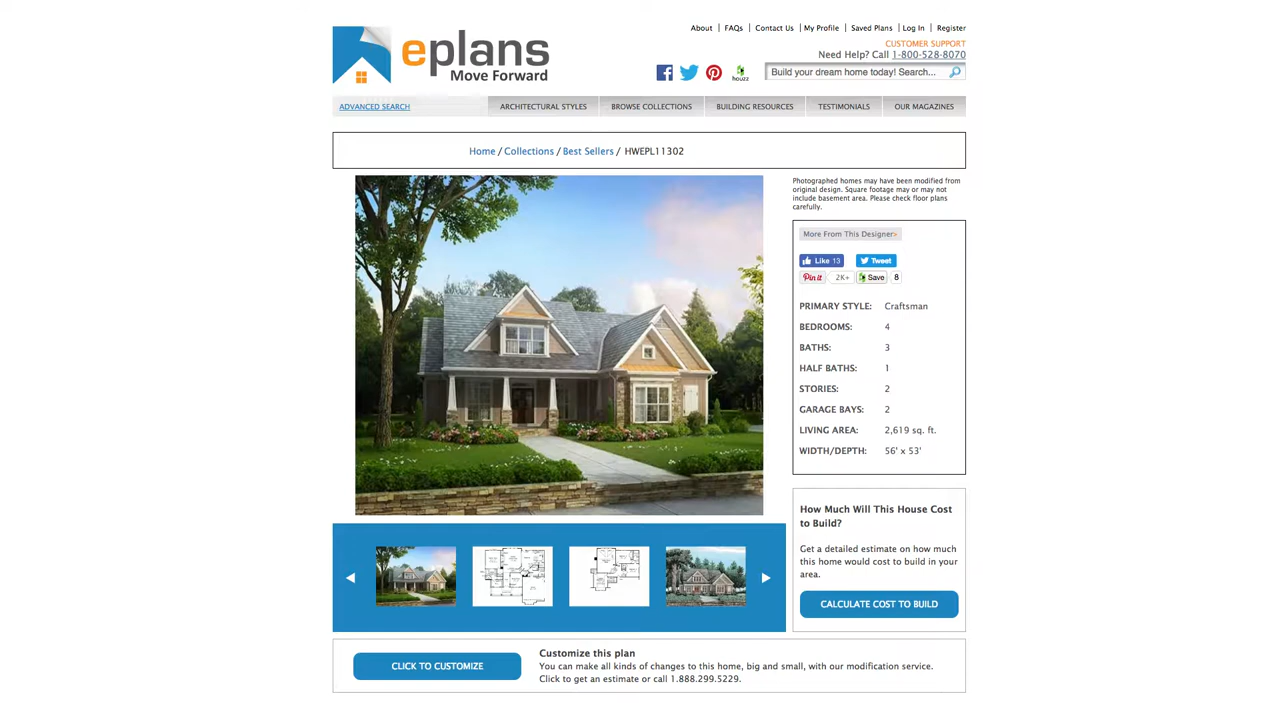 About | FAQs | Contact Us | My Profile | Saved Plans | Log In | Register
eplans
Move Forward
CUSTOMER SUPPORT
Need Help? Call 1-800-528-8070
houzz
Build your dream home today! Search...
ADVANCED SEARCH
ARCHITECTURAL STYLES
BROWSE COLLECTIONS
BUILDING RESOURCES
TESTIMONIALS
OUR MAGAZINES
Home / Collections / Best Sellers / HWEPL11302
Photographed homes may have been modified from
original design. Square footage may or may not
include basement area. Please check floor plans
carefully.
More From This Designer>
Like 13
Tweet
Pin it 2K+
Save 8
PRIMARY STYLE: Craftsman
BEDROOMS: 4
BATHS: 3
HALF BATHS: 1
STORIES: 2
GARAGE BAYS: 2
LIVING AREA: 2,619 sq. ft.
WIDTH/DEPTH: 56' x 53'
How Much Will This House Cost
to Build?
Get a detailed estimate on how much
this home would cost to build in your
area.
CALCULATE COST TO BUILD
CLICK TO CUSTOMIZE
Customize this plan
You can make all kinds of changes to this home, big and small, with our modification service.
Click to get an estimate or call 1.888.299.5229.